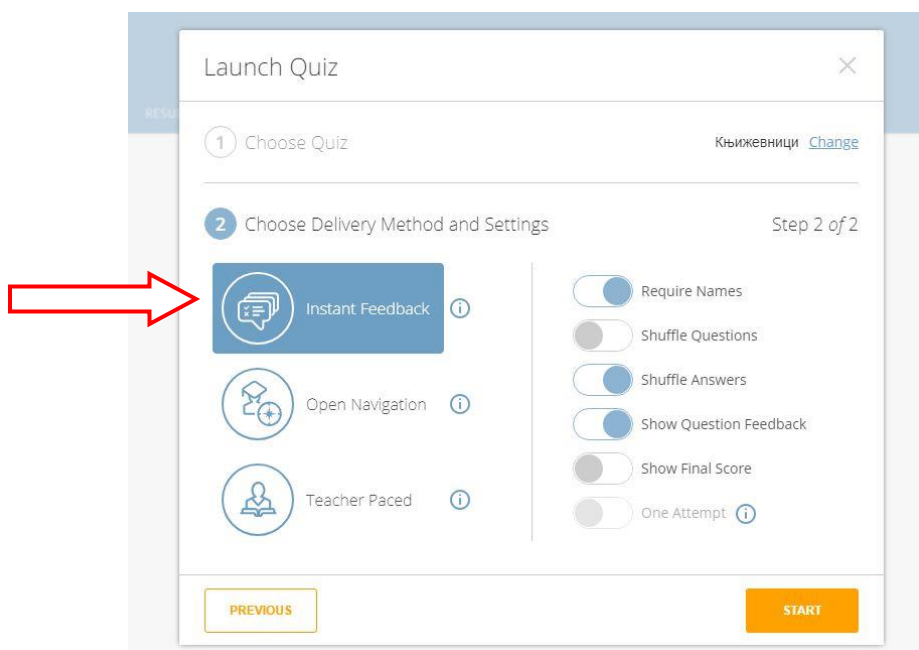 Launch Quiz
RESU
1 Choose Quiz
Књижевници Change
2 Choose Delivery Method and Settings
Step 2 of 2
Instant Feedback
Open Navigation
Teacher Paced
Require Names
Shuffle Questions
Shuffle Answers
Show Question Feedback
Show Final Score
One Attempt
PREVIOUS
START